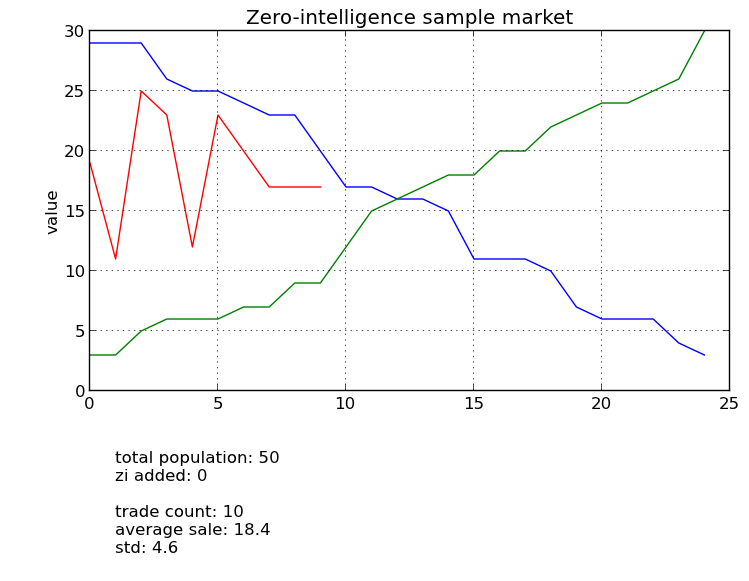 Zero-intelligence sample market
30
25
20
15
10
5
0
value
0 5 10 15 20 25
total population: 50
zi added: 0
trade count: 10
average sale: 18.4
std: 4.6